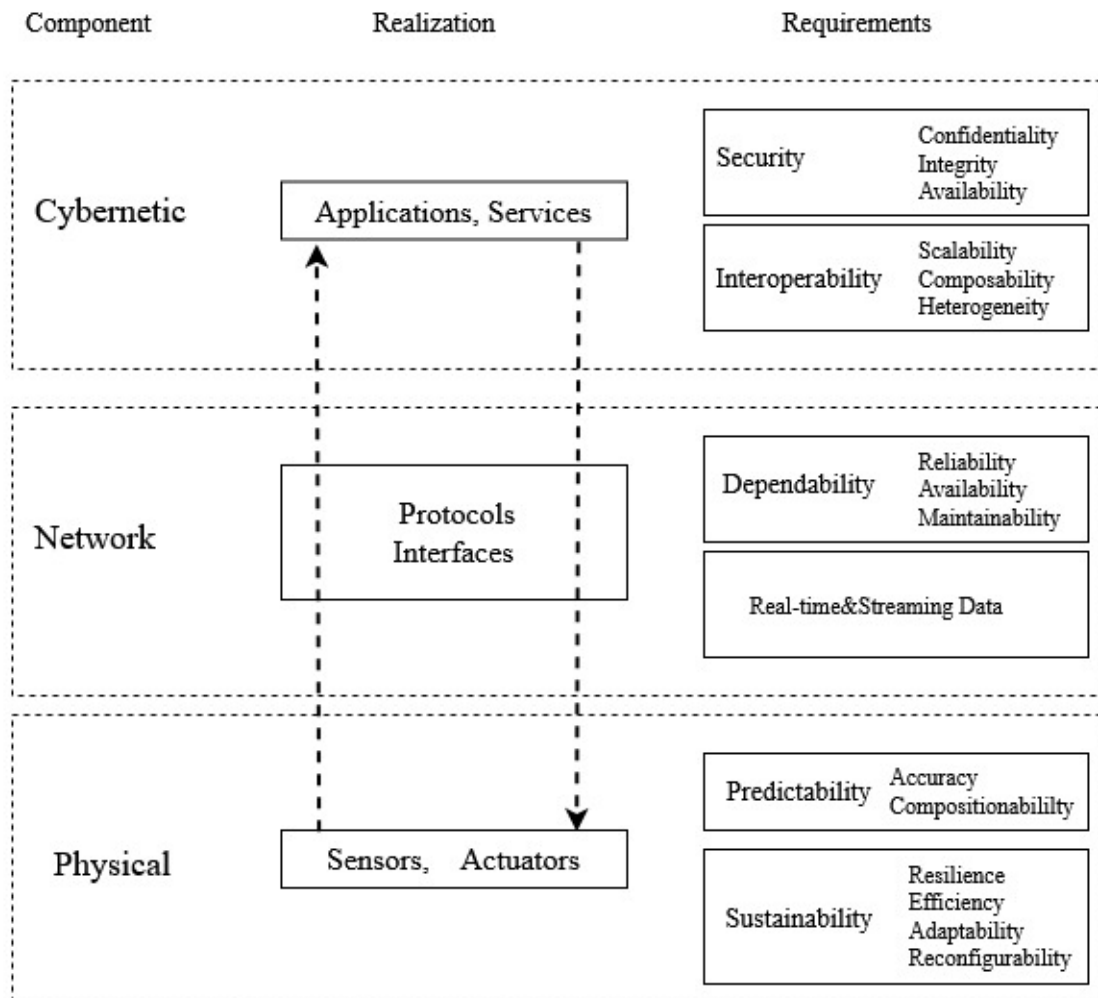 Component Realization Requirements
Cybernetic
Applications, Services
Security
Confidentiality
Integrity
Availability
Interoperability
Scalability
Composability
Heterogeneity
Network
Protocols
Interfaces
Dependability
Reliability
Availability
Maintainability
Real-time&Streaming Data
Physical
Sensors, Actuators
Predictability
Accuracy
Compositionabililty
Sustainability
Resilience
Efficiency
Adaptability
Reconfigurability